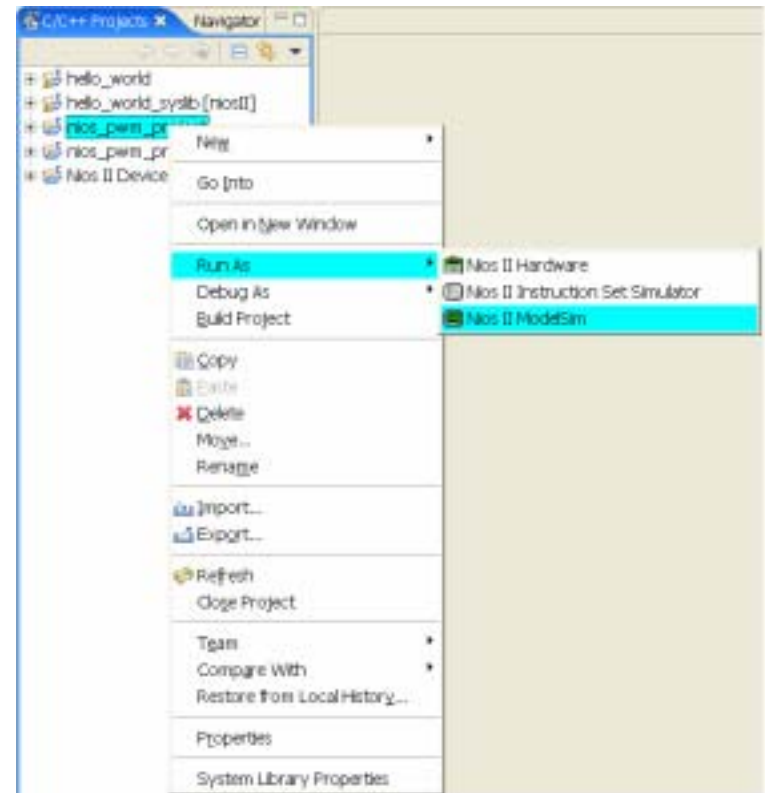 C/C++ Projects
Navigator
hello_world
hello_world_syslib [niosII]
nios_pwm_pr
nios_pwm_pr
Nios II Device
New
Go Into
Open in New Window
Run As
Debug As
Build Project
Copy
Paste
Delete
Move...
Rename
Import...
Export...
Refresh
Close Project
Team
Compare With
Restore from Local History...
Properties
System Library Properties
Nios II Hardware
Nios II Instruction Set Simulator
Nios II ModelSim